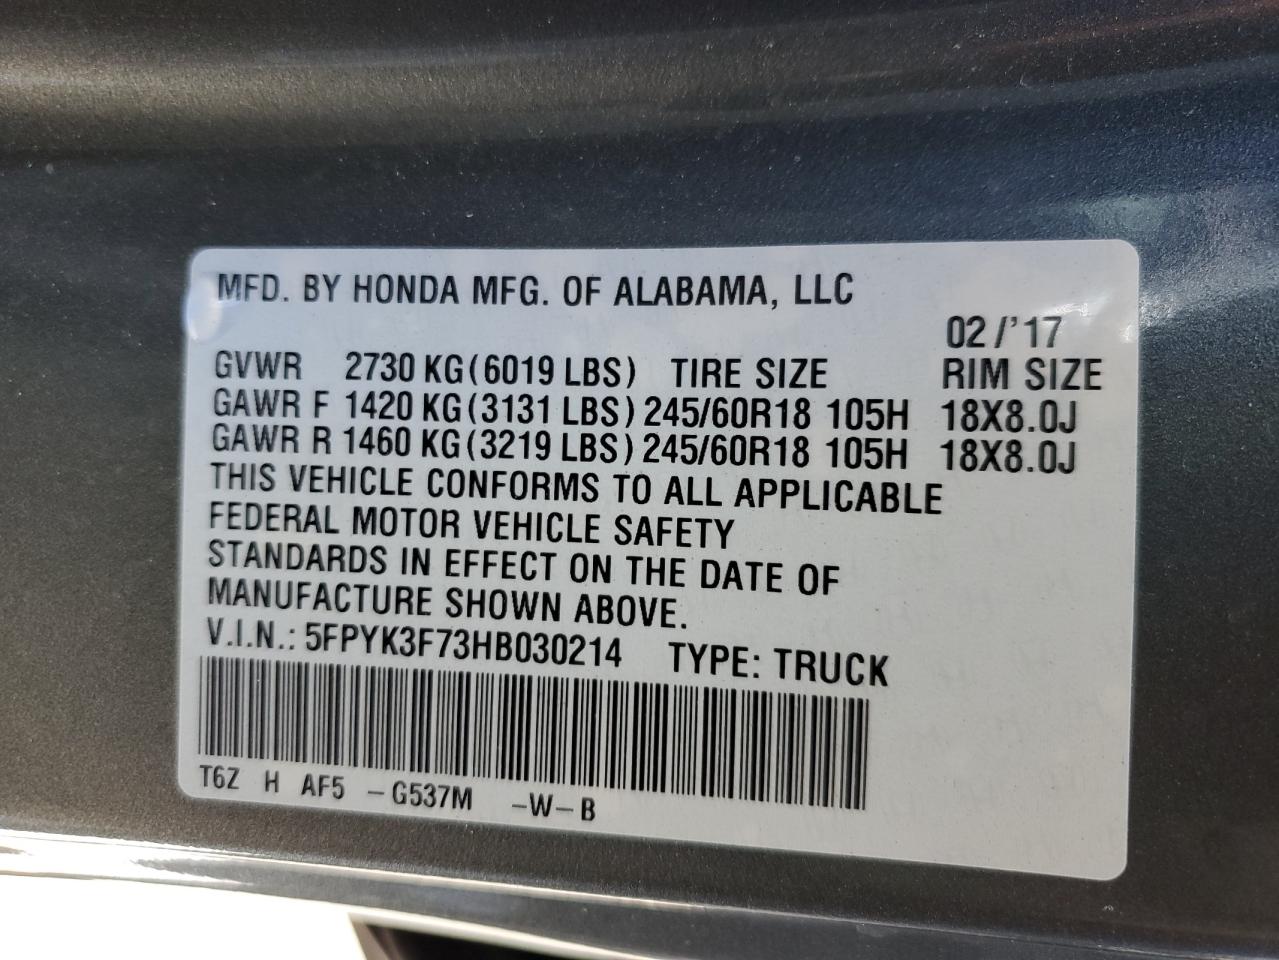 MFD. BY HONDA MFG. OF ALABAMA, LLC
02/'17
GVWR 2730 KG(6019 LBS) TIRE SIZE RIM SIZE
GAWR F 1420 KG(3131 LBS) 245/60R18 105H 18X8.0J
GAWR R 1460 KG(3219 LBS) 245/60R18 105H 18X8.0J
THIS VEHICLE CONFORMS TO ALL APPLICABLE
FEDERAL MOTOR VEHICLE SAFETY
STANDARDS IN EFFECT ON THE DATE OF
MANUFACTURE SHOWN ABOVE.
V.I.N.: 5FPYK3F73HB030214 TYPE: TRUCK
T6Z H AF5 -G537M -W-B